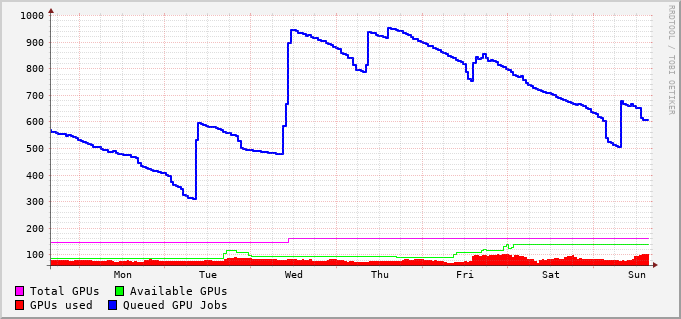 1000
900
800
700
600
500
400
300
200
100
Mon Tue Wed Thu Fri Sat Sun
Total GPUs Available GPUs
GPUs used Queued GPU Jobs
RRDTOOL / TOBI OETIKER